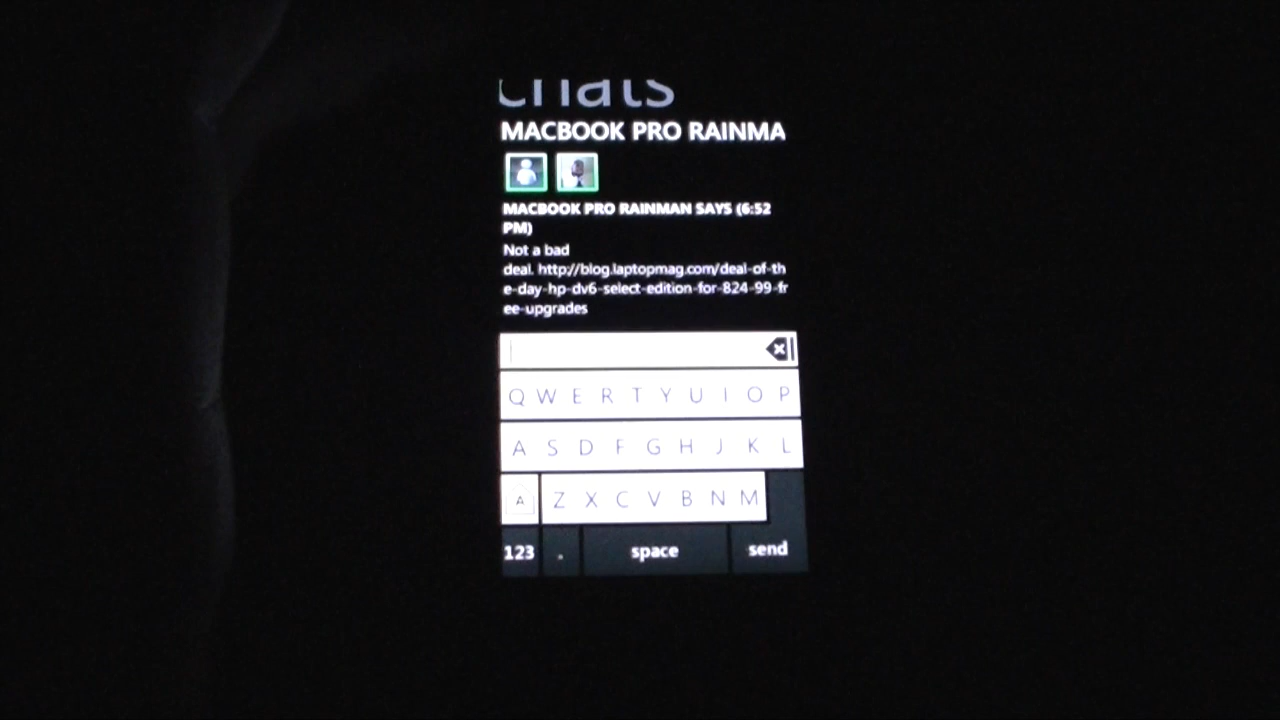 chats
MACBOOK PRO RAINMA
MACBOOK PRO RAINMAN SAYS (6:52
PM)
Not a bad
deal. http://blog.laptopmag.com/deal-of-th
e-day-hp-dv6-select-edition-for-824-99-fr
ee-upgrades
Q W E R T Y U I O P
A S D F G H J K L
A Z X C V B N M
123 . space send